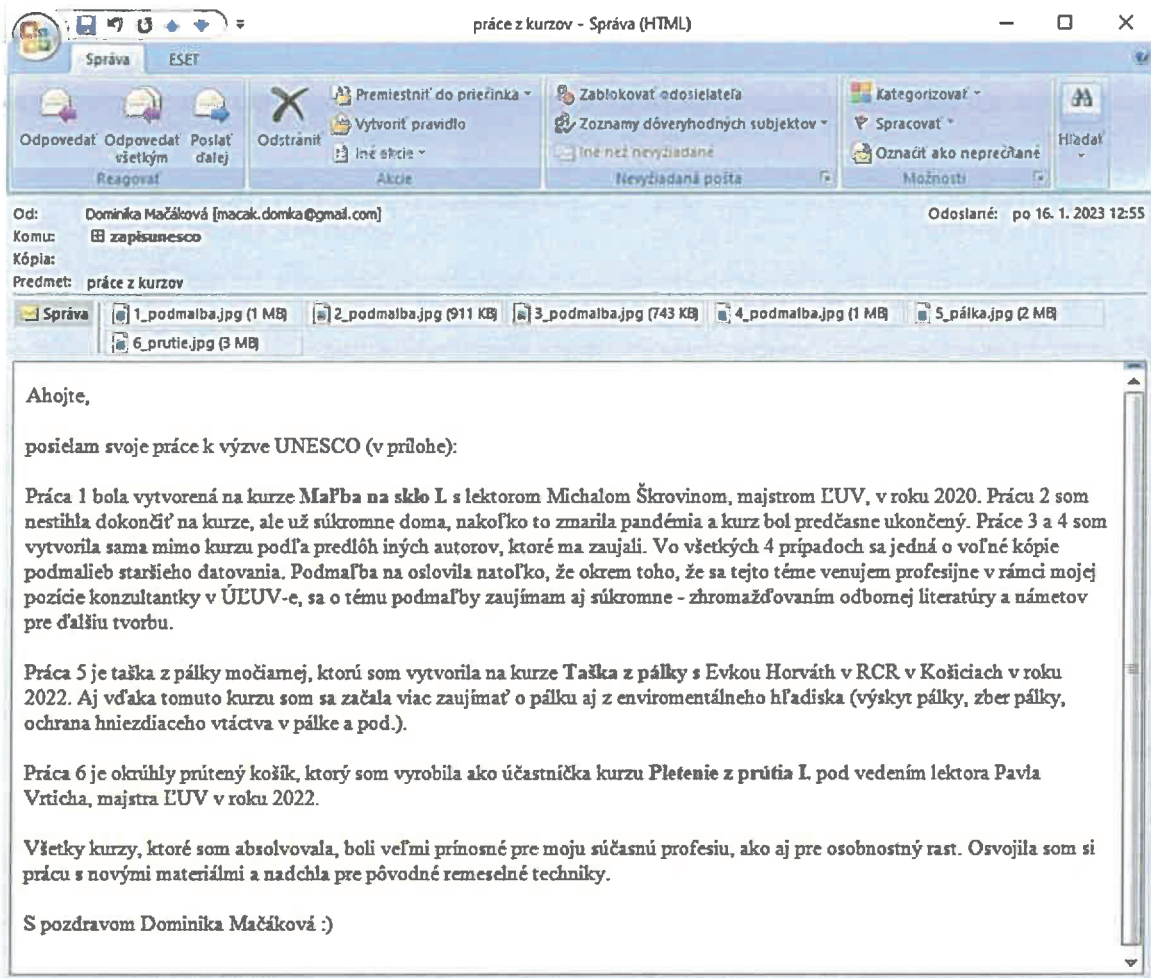 práce z kurzov - Správa (HTML)
Správa ESET
Odpovedať Odpovedať všetkým Poslať ďalej
Reagovať
Odstrániť
Premiestniť do priečinka
Vytvoriť pravidlo
Iné akcie
Akcie
Zablokovať odosielateľa
Zoznamy dôveryhodných subjektov
Iné než nevyžiadané
Nevyžiadaná pošta
Kategorizovať
Spracovať
Označiť ako neprečítané
Možnosti
Hľadať
Od: Dominika Mačáková [macak.domka@gmail.com] Odoslané: po 16. 1. 2023 12:55
Komu: zapisunesco
Kópia:
Predmet: práce z kurzov
Správa 1_podmalba.jpg (1 MB) 2_podmalba.jpg (911 KB) 3_podmalba.jpg (743 KB) 4_podmalba.jpg (1 MB) 5_pálka.jpg (2 MB)
6_prutie.jpg (3 MB)
Ahojte,
posielam svoje práce k výzve UNESCO (v prílohe):
Práca 1 bola vytvorená na kurze Maľba na sklo I. s lektorom Michalom Škrovinom, majstrom ĽUV, v roku 2020. Prácu 2 som
nestihla dokončiť na kurze, ale už súkromne doma, nakoľko to zmarila pandémia a kurz bol predčasne ukončený. Práce 3 a 4 som
vytvorila sama mimo kurzu podľa predlôh iných autorov, ktoré ma zaujali. Vo všetkých 4 prípadoch sa jedná o voľné kópie
podmalieb staršieho datovania. Podmaľba na oslovila natoľko, že okrem toho, že sa tejto téme venujem profesijne v rámci mojej
pozície konzultantky v ÚĽUV-e, sa o tému podmaľby zaujímam aj súkromne - zhromažďovaním odbornej literatúry a námetov
pre ďalšiu tvorbu.
Práca 5 je taška z pálky močiarnej, ktorú som vytvorila na kurze Taška z pálky s Evkou Horváth v RCR v Košiciach v roku
2022. Aj vďaka tomuto kurzu som sa začala viac zaujímať o pálku aj z enviromentálneho hľadiska (výskyt pálky, zber pálky,
ochrana hniezdiaceho vtáctva v pálke a pod.).
Práca 6 je okrúhly prútený košík, ktorý som vyrobila ako účastníčka kurzu Pletenie z prútia I. pod vedením lektora Pavla
Vrticha, majstra ĽUV v roku 2022.
Všetky kurzy, ktoré som absolvovala, boli veľmi prínosné pre moju súčasnú profesiu, ako aj pre osobnostný rast. Osvojila som si
prácu s novými materiálmi a nadchla pre pôvodné remeselné techniky.
S pozdravom Dominika Mačáková :)